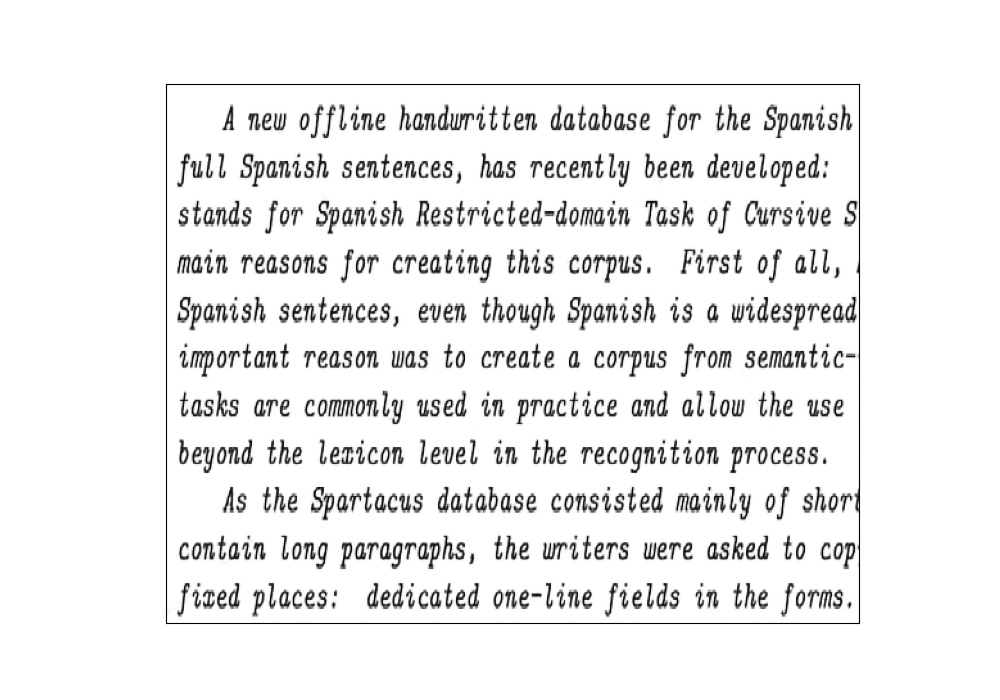 A new offline handwritten database for the Spanish
full Spanish sentences, has recently been developed:
stands for Spanish Restricted-domain Task of Cursive S
main reasons for creating this corpus. First of all,
Spanish sentences, even though Spanish is a widespread
important reason was to create a corpus from semantic-
tasks are commonly used in practice and allow the use
beyond the lexicon level in the recognition process.
As the Spartacus database consisted mainly of short
contain long paragraphs, the writers were asked to cop
fixed places: dedicated one-line fields in the forms.